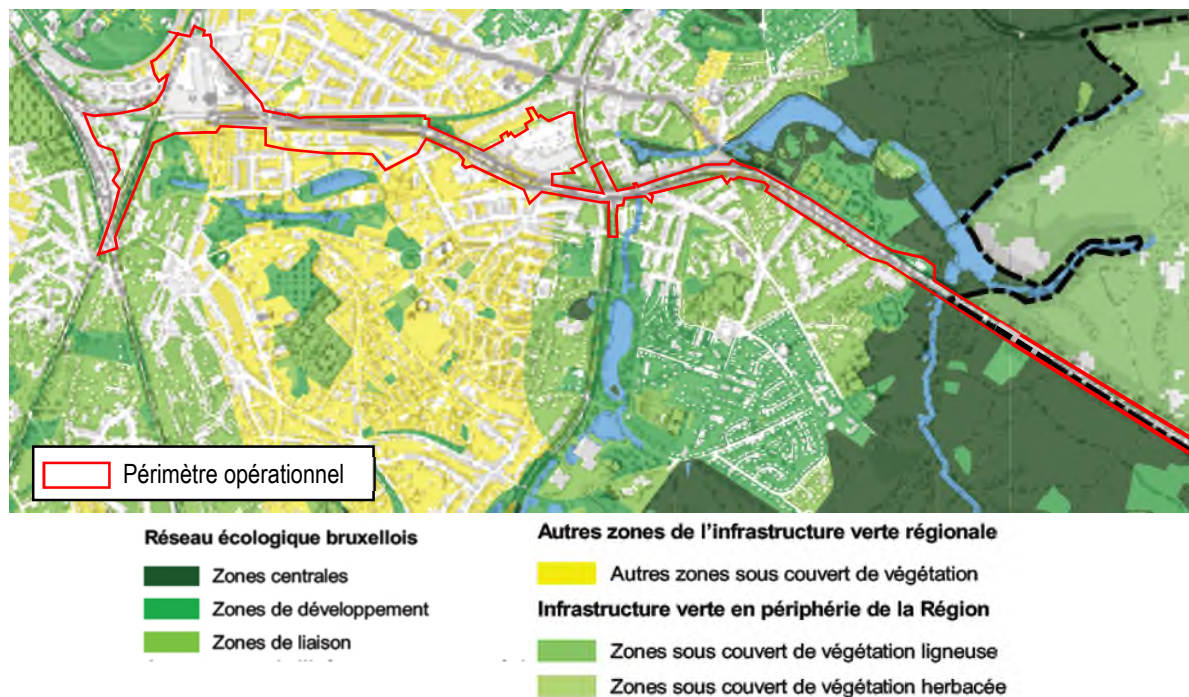 Périmètre opérationnel
Réseau écologique bruxellois
Zones centrales
Zones de développement
Zones de liaison
Autres zones de l'infrastructure verte régionale
Autres zones sous couvert de végétation
Infrastructure verte en périphérie de la Région
Zones sous couvert de végétation ligneuse
Zones sous couvert de végétation herbacée